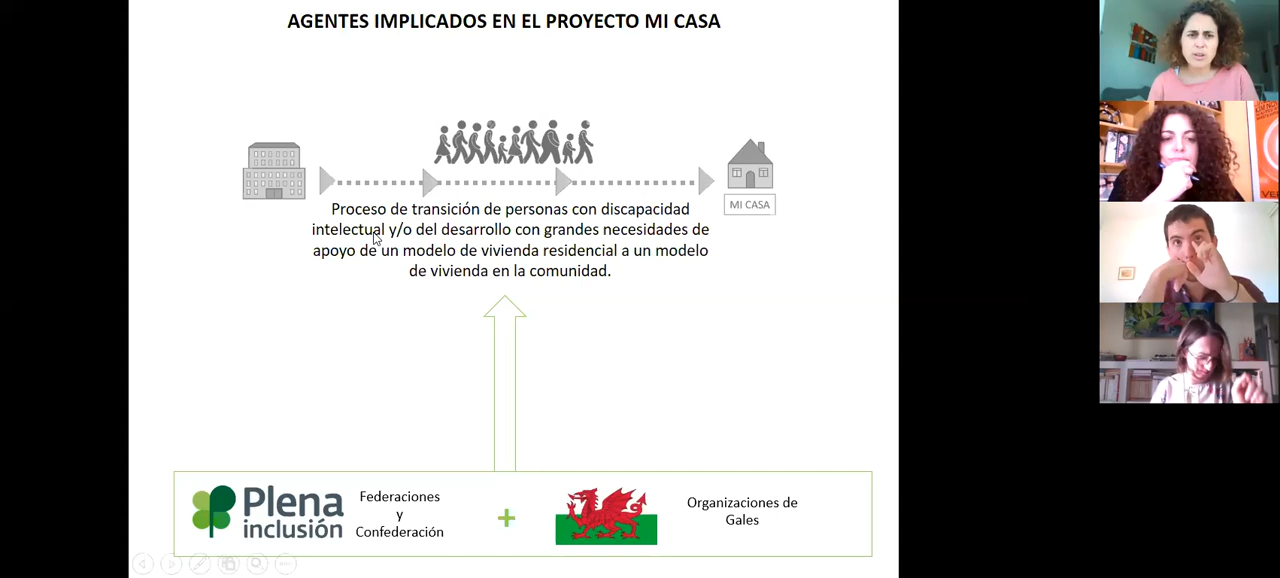 AGENTES IMPLICADOS EN EL PROYECTO MI CASA
MI CASA
Proceso de transición de personas con discapacidad
intelectual y/o del desarrollo con grandes necesidades de
apoyo de un modelo de vivienda residencial a un modelo
de vivienda en la comunidad.
Plena
inclusión
Federaciones
y
Confederación
+
Organizaciones de
Gales